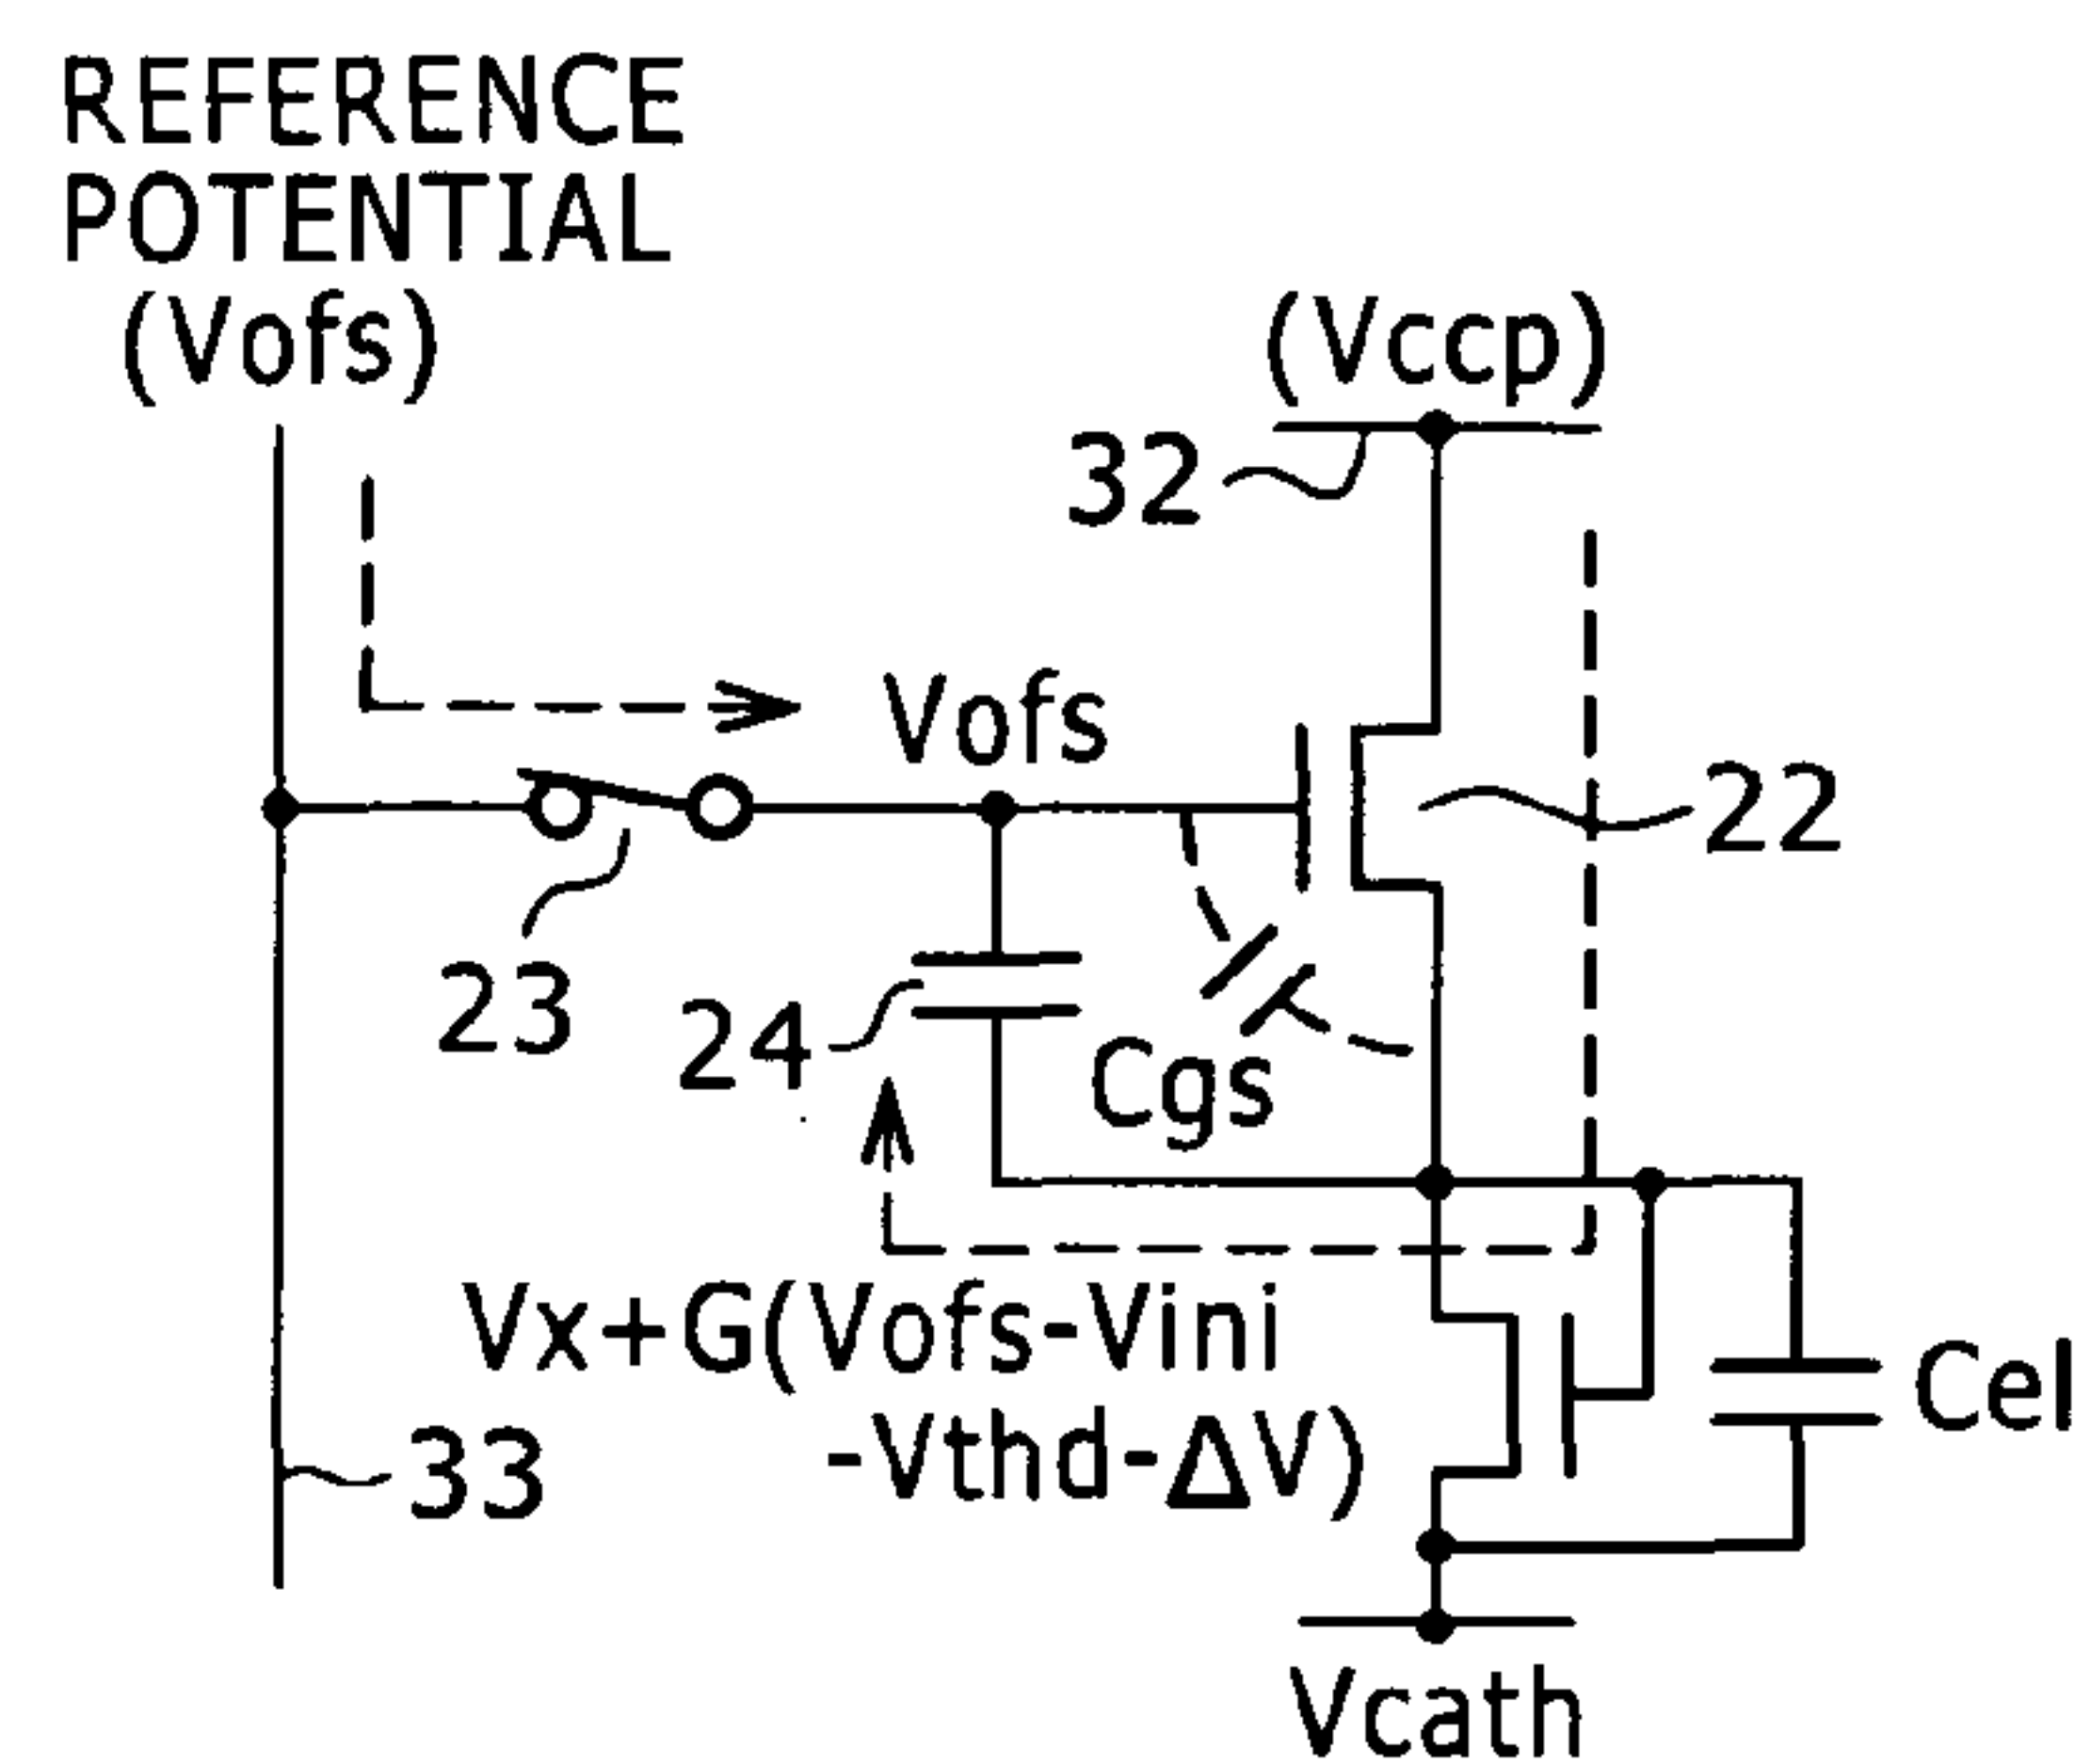 REFERENCE
POTENTIAL
(Vofs)
(Vccp)
32
Vofs
22
23
24
Cgs
Vx+G(Vofs-Vini
-Vthd-ΔV)
Cel
33
Vcath